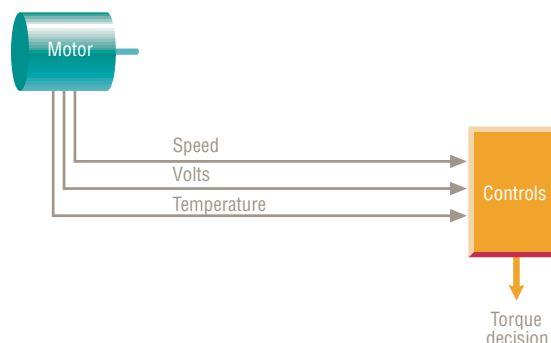 Motor
Speed
Volts
Temperature
Controls
Torque
decision